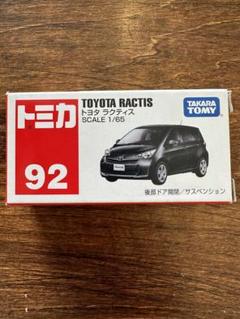 トミカ
92
TOYOTA RACTIS
トヨタ ラクティス
SCALE 1/65
TAKARA
TOMY
後部ドア開閉/サスペンション